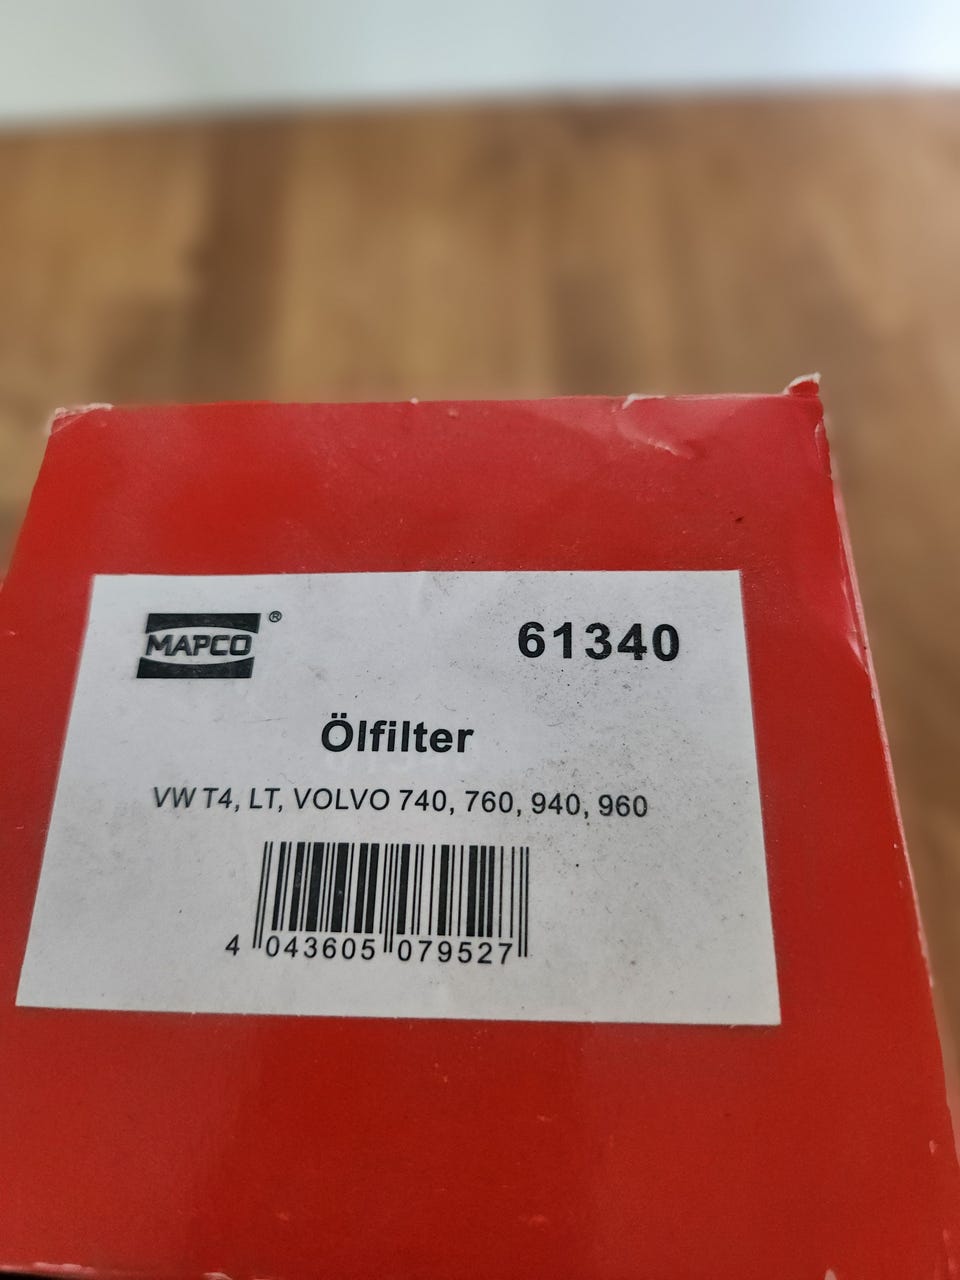 MAPCO ®
61340
Ölfilter
VW T4, LT, VOLVO 740, 760, 940, 960
4 043605 079527